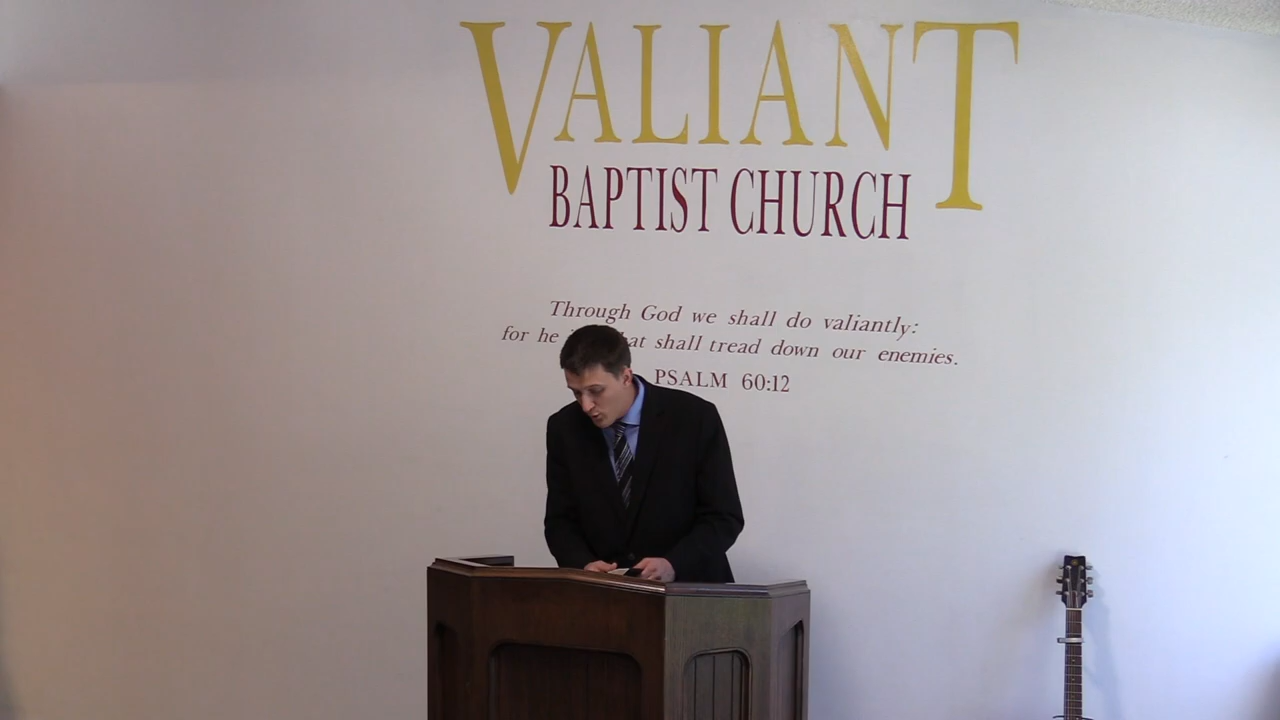 VALIANT
BAPTIST CHURCH
Through God we shall do valiantly:
for he shall tread down our enemies.
PSALM 60:12